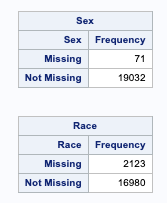 Sex
Sex Frequency
Missing 71
Not Missing 19032
Race
Race Frequency
Missing 2123
Not Missing 16980